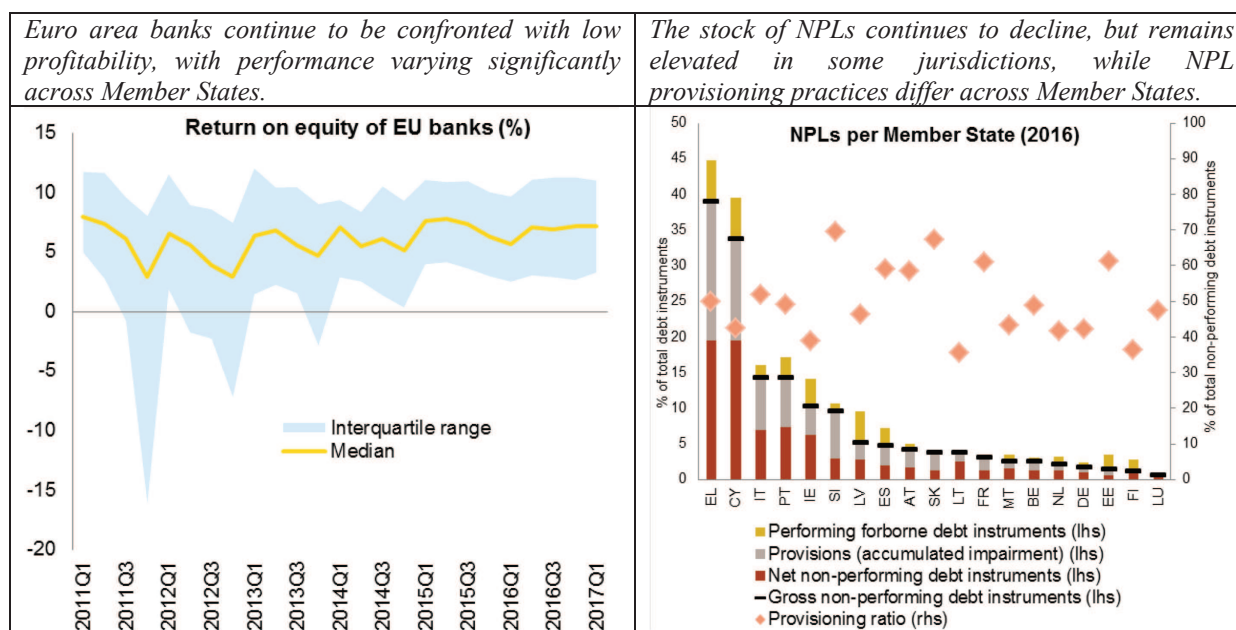 Euro area banks continue to be confronted with low
profitability, with performance varying significantly
across Member States.
The stock of NPLs continues to decline, but remains
elevated in some jurisdictions, while NPL
provisioning practices differ across Member States.
Return on equity of EU banks (%)
15
10
5
0
-5
-10
-15
-20
Interquartile range
Median
2011Q1
2011Q3
2012Q1
2012Q3
2013Q1
2013Q3
2014Q1
2014Q3
2015Q1
2015Q3
2016Q1
2016Q3
2017Q1
NPLs per Member State (2016)
% of total debt instruments
50
45
40
35
30
25
20
15
10
5
0
100
90
80
70
60
50
40
30
20
10
0
% of total non-performing debt instruments
EL
CY
IT
PT
IE
SI
LV
ES
AT
SK
LT
FR
MT
BE
NL
DE
EE
FI
LU
Performing forborne debt instruments (lhs)
Provisions (accumulated impairment) (lhs)
Net non-performing debt instruments (lhs)
Gross non-performing debt instruments (lhs)
Provisioning ratio (rhs)